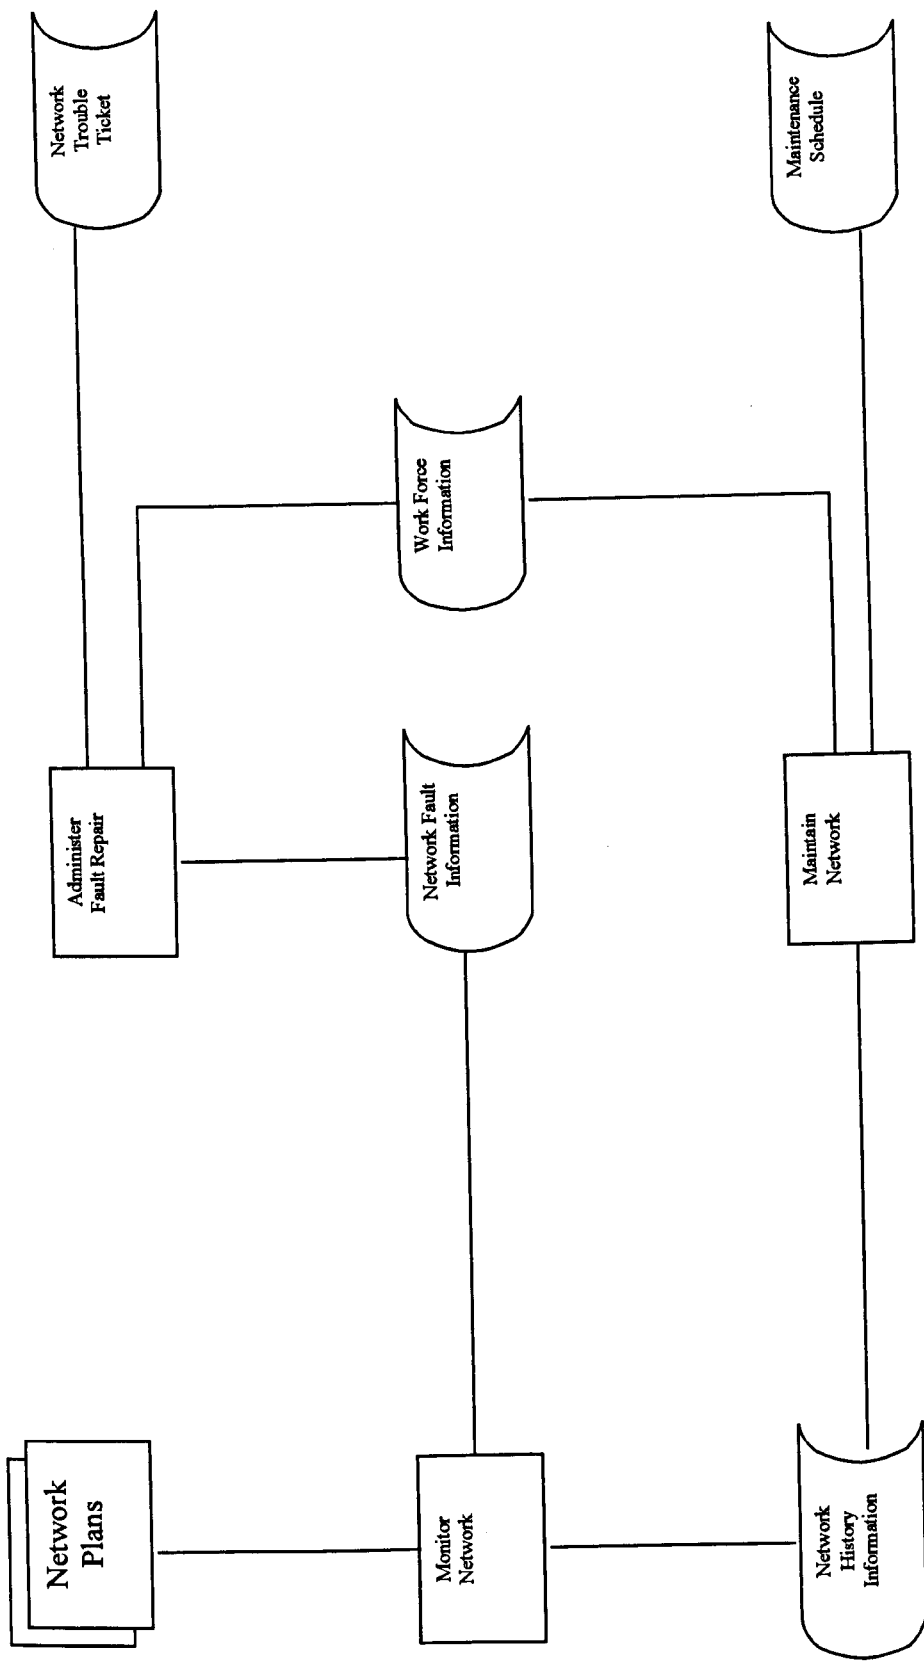 Network
Plans
Monitor
Network
Network
History
Information
Administer
Fault Repair
Network Fault
Information
Maintain
Network
Work Force
Information
Network
Trouble
Ticket
Maintenance
Schedule